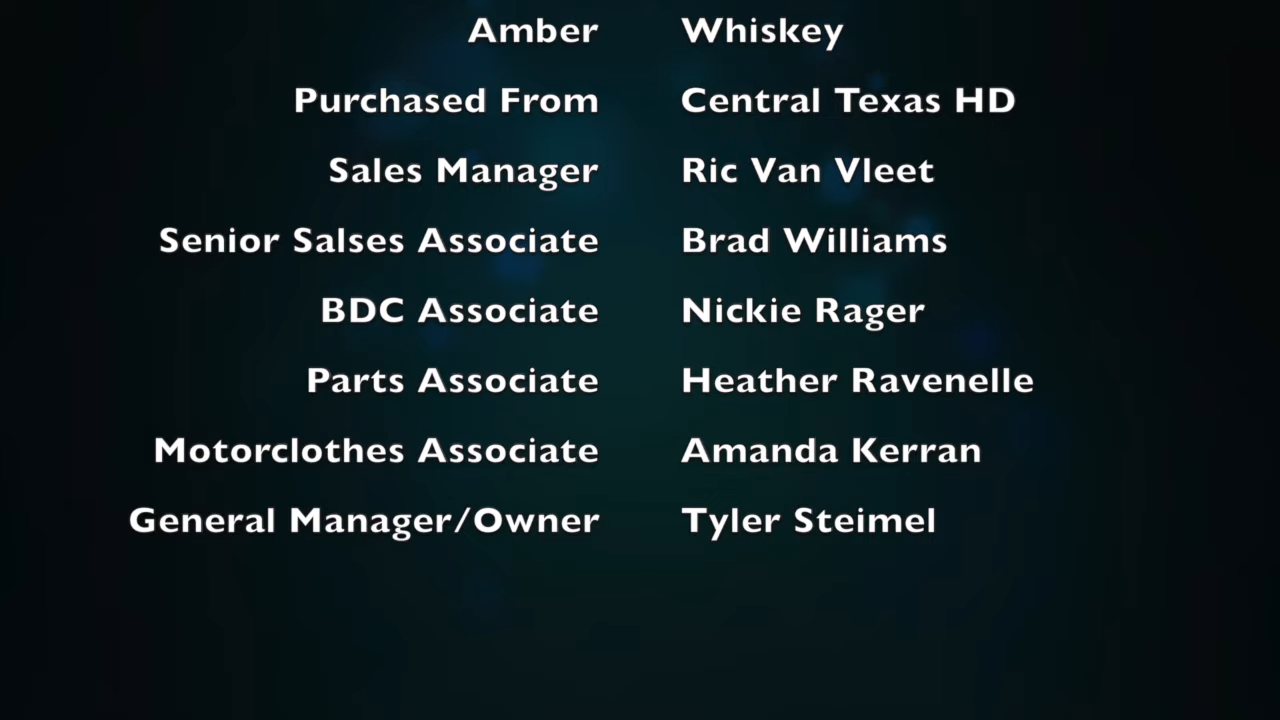 Amber Whiskey
Purchased From Central Texas HD
Sales Manager Ric Van Vleet
Senior Salses Associate Brad Williams
BDC Associate Nickie Rager
Parts Associate Heather Ravenelle
Motorclothes Associate Amanda Kerran
General Manager/Owner Tyler Steimel